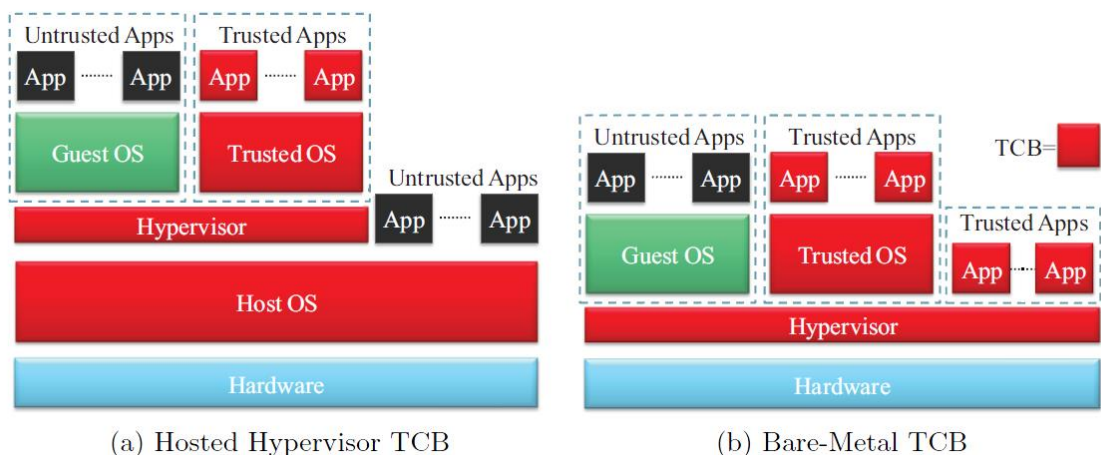 Untrusted Apps
Trusted Apps
App ........ App
App ........ App
Guest OS
Trusted OS
Untrusted Apps
App ........ App
Hypervisor
Host OS
Hardware
(a) Hosted Hypervisor TCB
Untrusted Apps
Trusted Apps
TCB=
App ........ App
App ........ App
Trusted Apps
Guest OS
Trusted OS
App ..... App
Hypervisor
Hardware
(b) Bare-Metal TCB